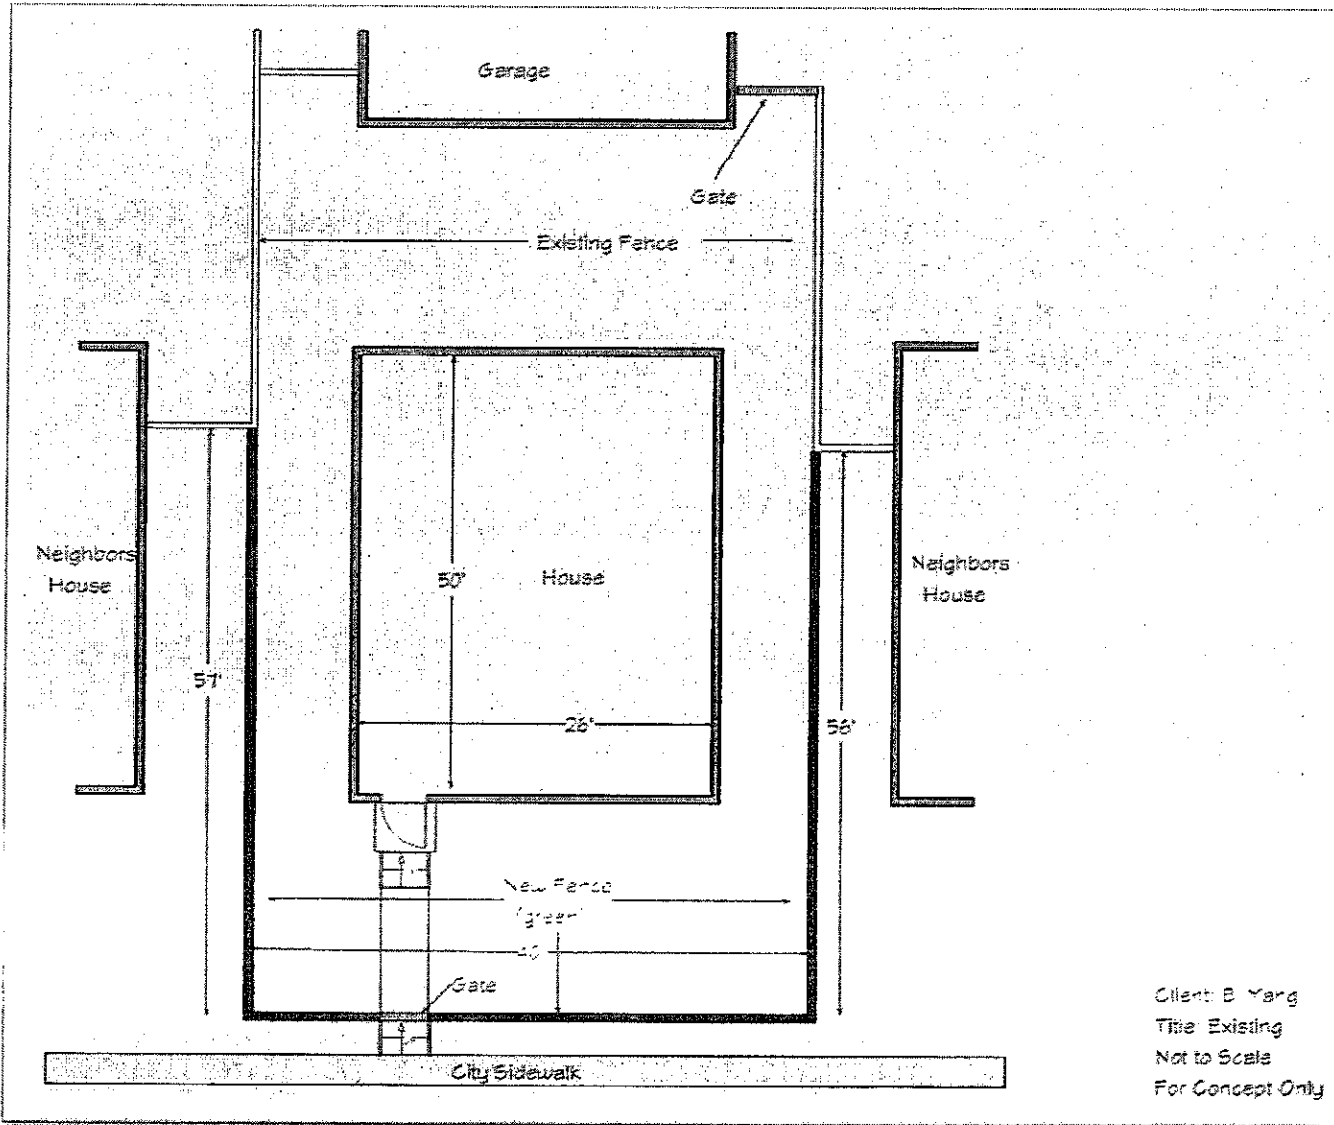 Garage
Gate
Existing Fence
Neighbors
House
50'
House
Neighbors
House
57'
26'
56'
New Fence
(green)
40
Gate
City Sidewalk
Client: B Yang
Title: Existing
Not to Scale
For Concept Only